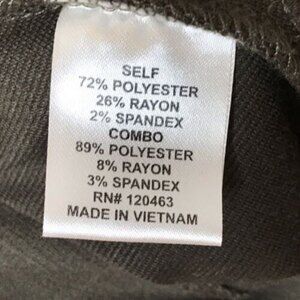 SELF
72% POLYESTER
26% RAYON
2% SPANDEX
COMBO
89% POLYESTER
8% RAYON
3% SPANDEX
RN# 120463
MADE IN VIETNAM